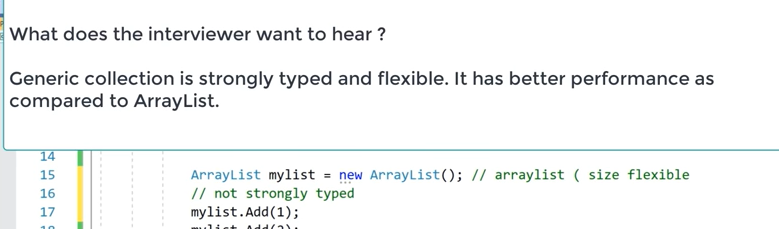 What does the interviewer want to hear ?
Generic collection is strongly typed and flexible. It has better performance as
compared to ArrayList.
14
15 ArrayList mylist = new ArrayList(); // arraylist ( size flexible
16 // not strongly typed
17 mylist.Add(1);